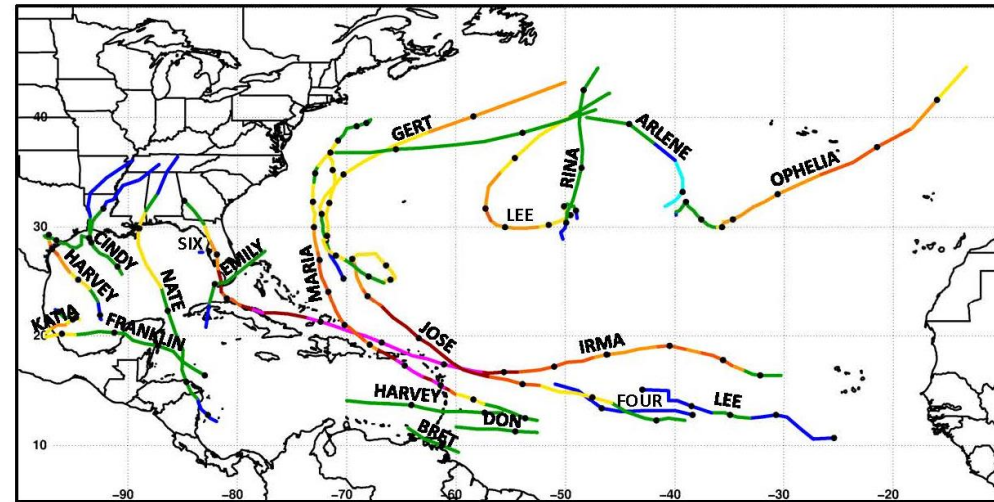 40
GERT
ARLENE
RINA
OPHELIA
LEE
30
SIX
EMILY
CINDY
HARVEY
NATE
MARIA
KATIA
20
FRANKLIN
JOSE
IRMA
HARVEY
FOUR
LEE
DON
BRET
10
-90
-80
-70
-60
-50
-40
-30
-20